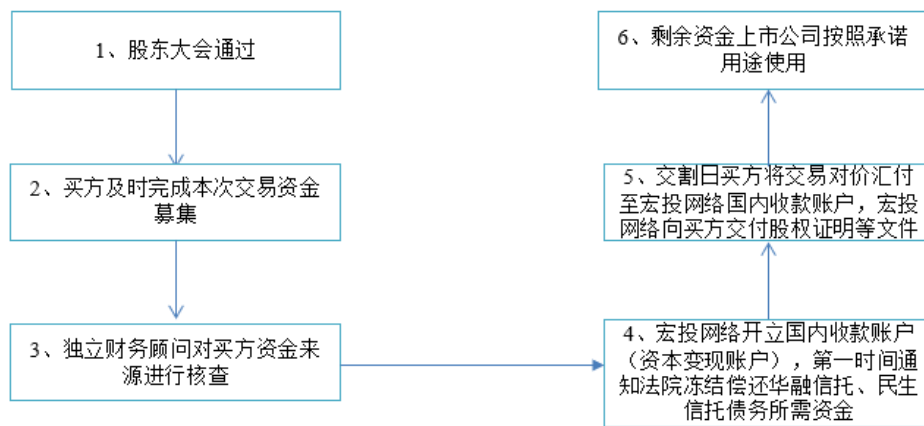 1、股东大会通过
2、买方及时完成本次交易资金
募集
3、独立财务顾问对买方资金来
源进行核查
4、宏投网络开立国内收款账户
（资本变现账户），第一时间通
知法院冻结偿还华融信托、民生
信托债务所需资金
5、交割日买方将交易对价汇付
至宏投网络国内收款账户，宏投
网络向买方交付股权证明等文件
6、剩余资金上市公司按照承诺
用途使用